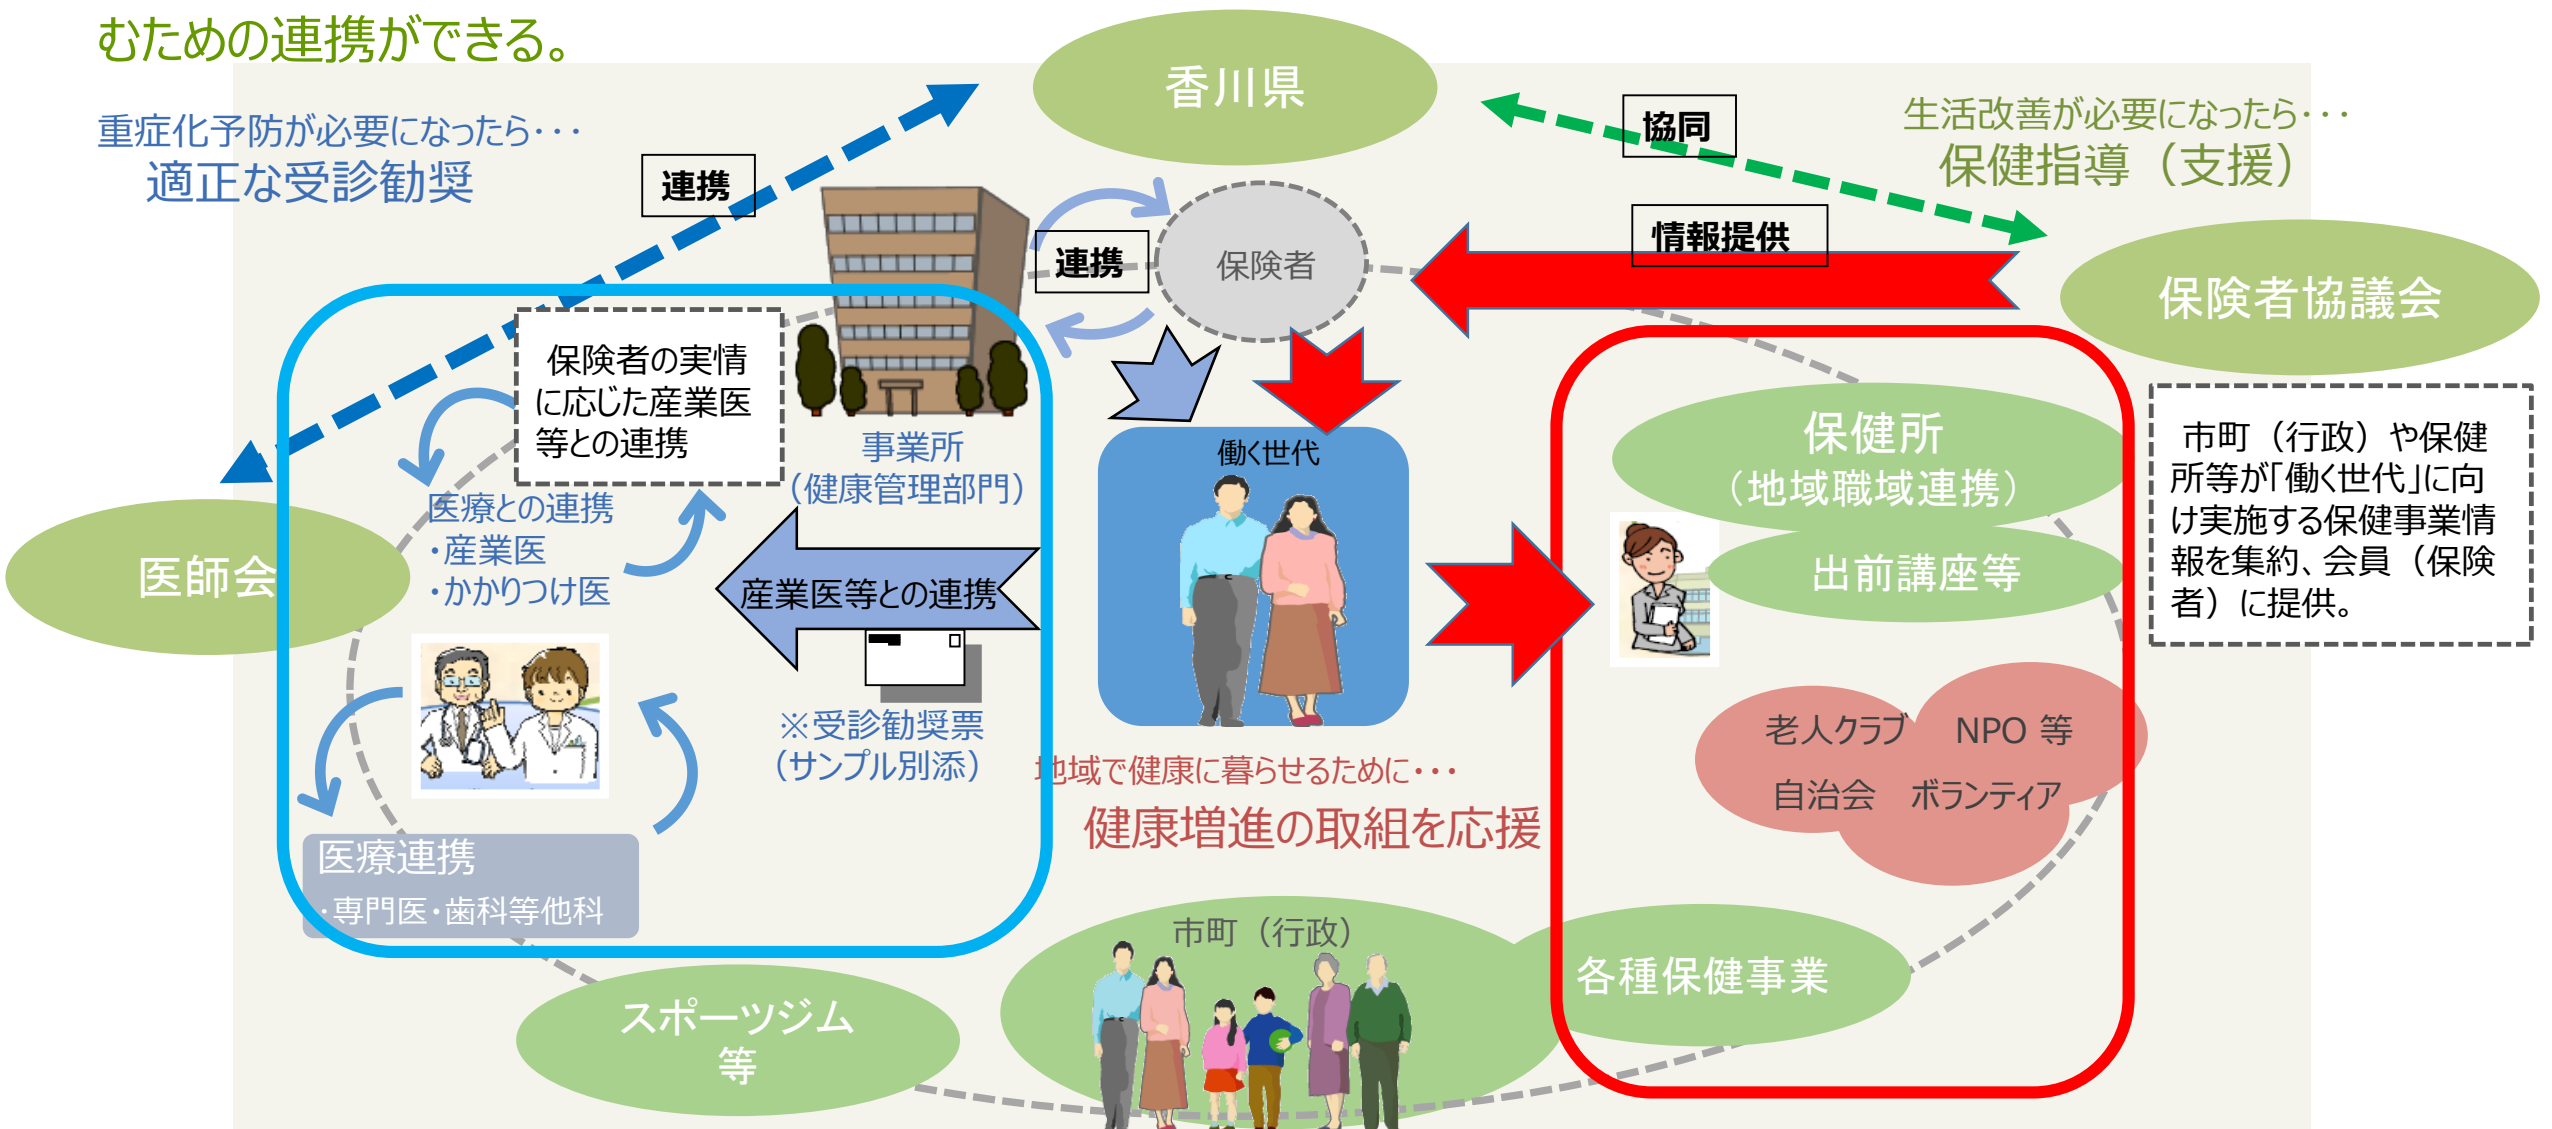 むための連携ができる。
香川県
重症化予防が必要になったら・・・
適正な受診勧奨
連携
協同
生活改善が必要になったら・・・
保健指導（支援）
連携
保険者
情報提供
保険者協議会
保険者の実情
に応じた産業医
等との連携
事業所
（健康管理部門）
働く世代
保健所
（地域職域連携）
出前講座等
市町（行政）や保健
所等が「働く世代」に向
け実施する保健事業情
報を集約、会員（保険
者）に提供。
医師会
医療との連携
・産業医
・かかりつけ医
産業医等との連携
※受診勧奨票
（サンプル別添）
地域で健康に暮らせるために・・・
健康増進の取組を応援
老人クラブ
NPO 等
自治会
ボランティア
医療連携
・専門医・歯科等他科
市町（行政）
各種保健事業
スポーツジム
等